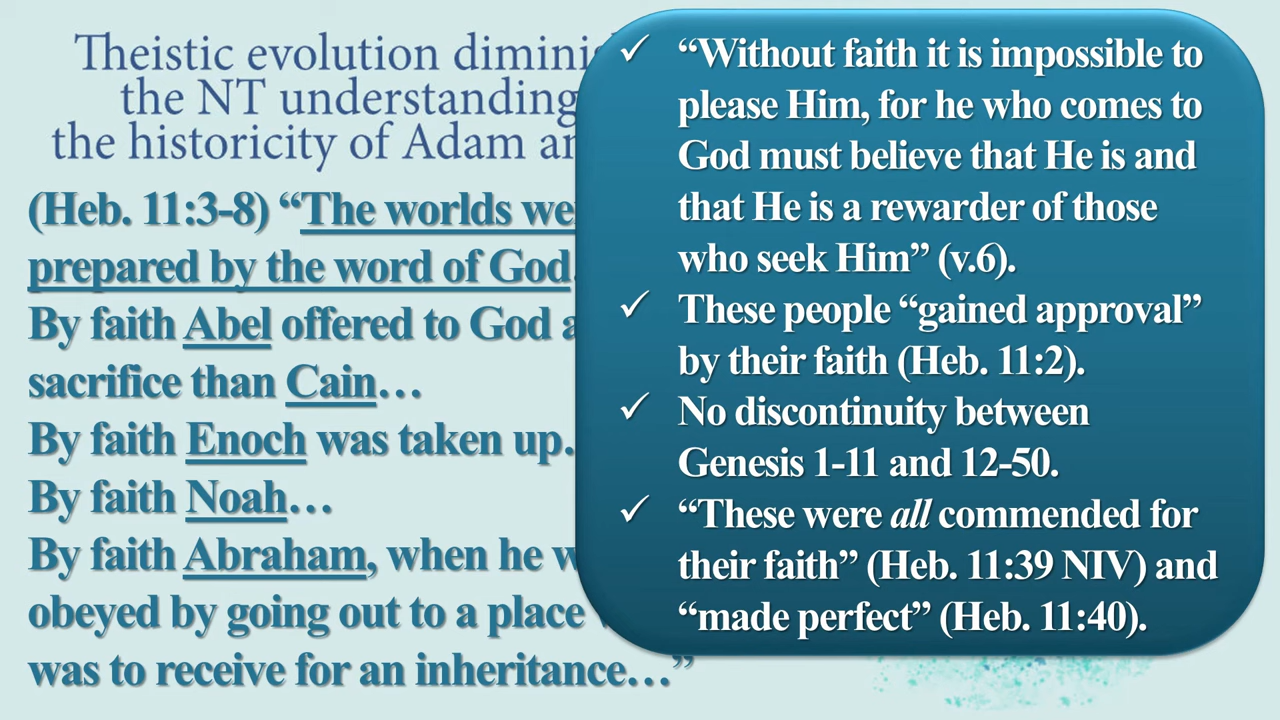 Theistic evolution
the NT understanding
the historicity of Adam
(Heb. 11:3-8) “The worlds
prepared by the word of God
By faith Abel offered to God
sacrifice than Cain…
By faith Enoch was taken up.
By faith Noah…
By faith Abraham, when he
obeyed by going out to a place
was to receive for an inheritance…”
✓ “Without faith it is impossible to
please Him, for he who comes to
God must believe that He is and
that He is a rewarder of those
who seek Him” (v.6).
✓ These people “gained approval”
by their faith (Heb. 11:2).
✓ No discontinuity between
Genesis 1-11 and 12-50.
✓ “These were all commended for
their faith” (Heb. 11:39 NIV) and
“made perfect” (Heb. 11:40).